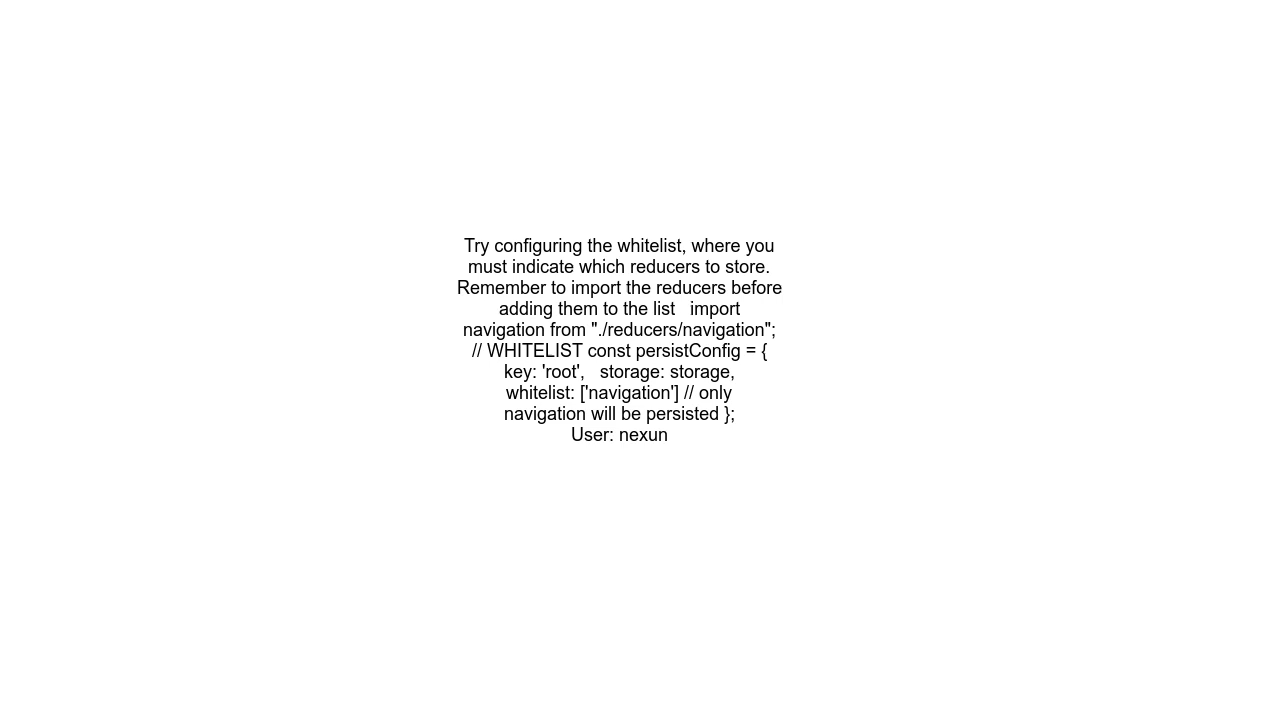 Try configuring the whitelist, where you
must indicate which reducers to store.
Remember to import the reducers before
adding them to the list   import
navigation from "./reducers/navigation";
// WHITELIST const persistConfig = {
key: 'root',   storage: storage,
whitelist: ['navigation'] // only
navigation will be persisted };
User: nexun